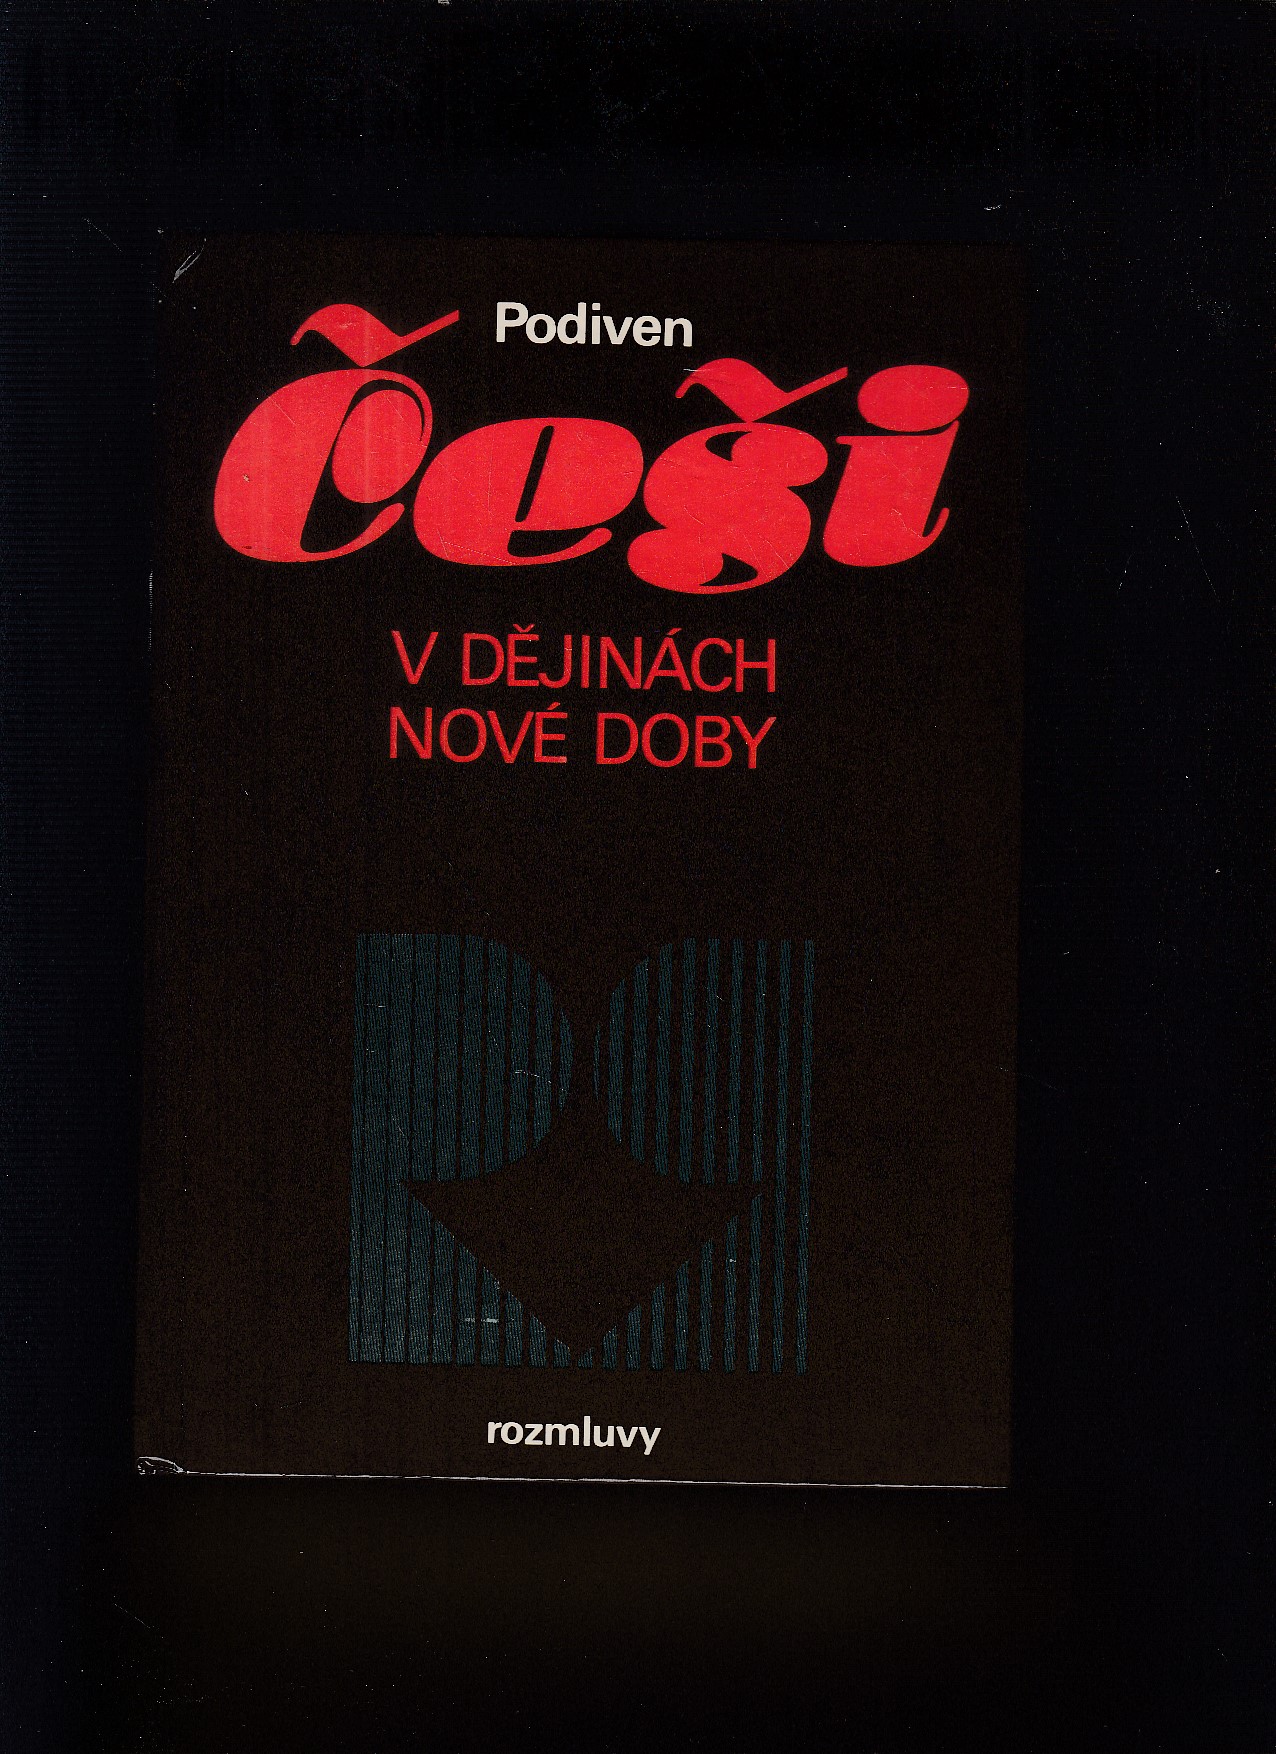 Podiven
Češi
V DĚJINÁCH
NOVÉ DOBY
rozmluvy